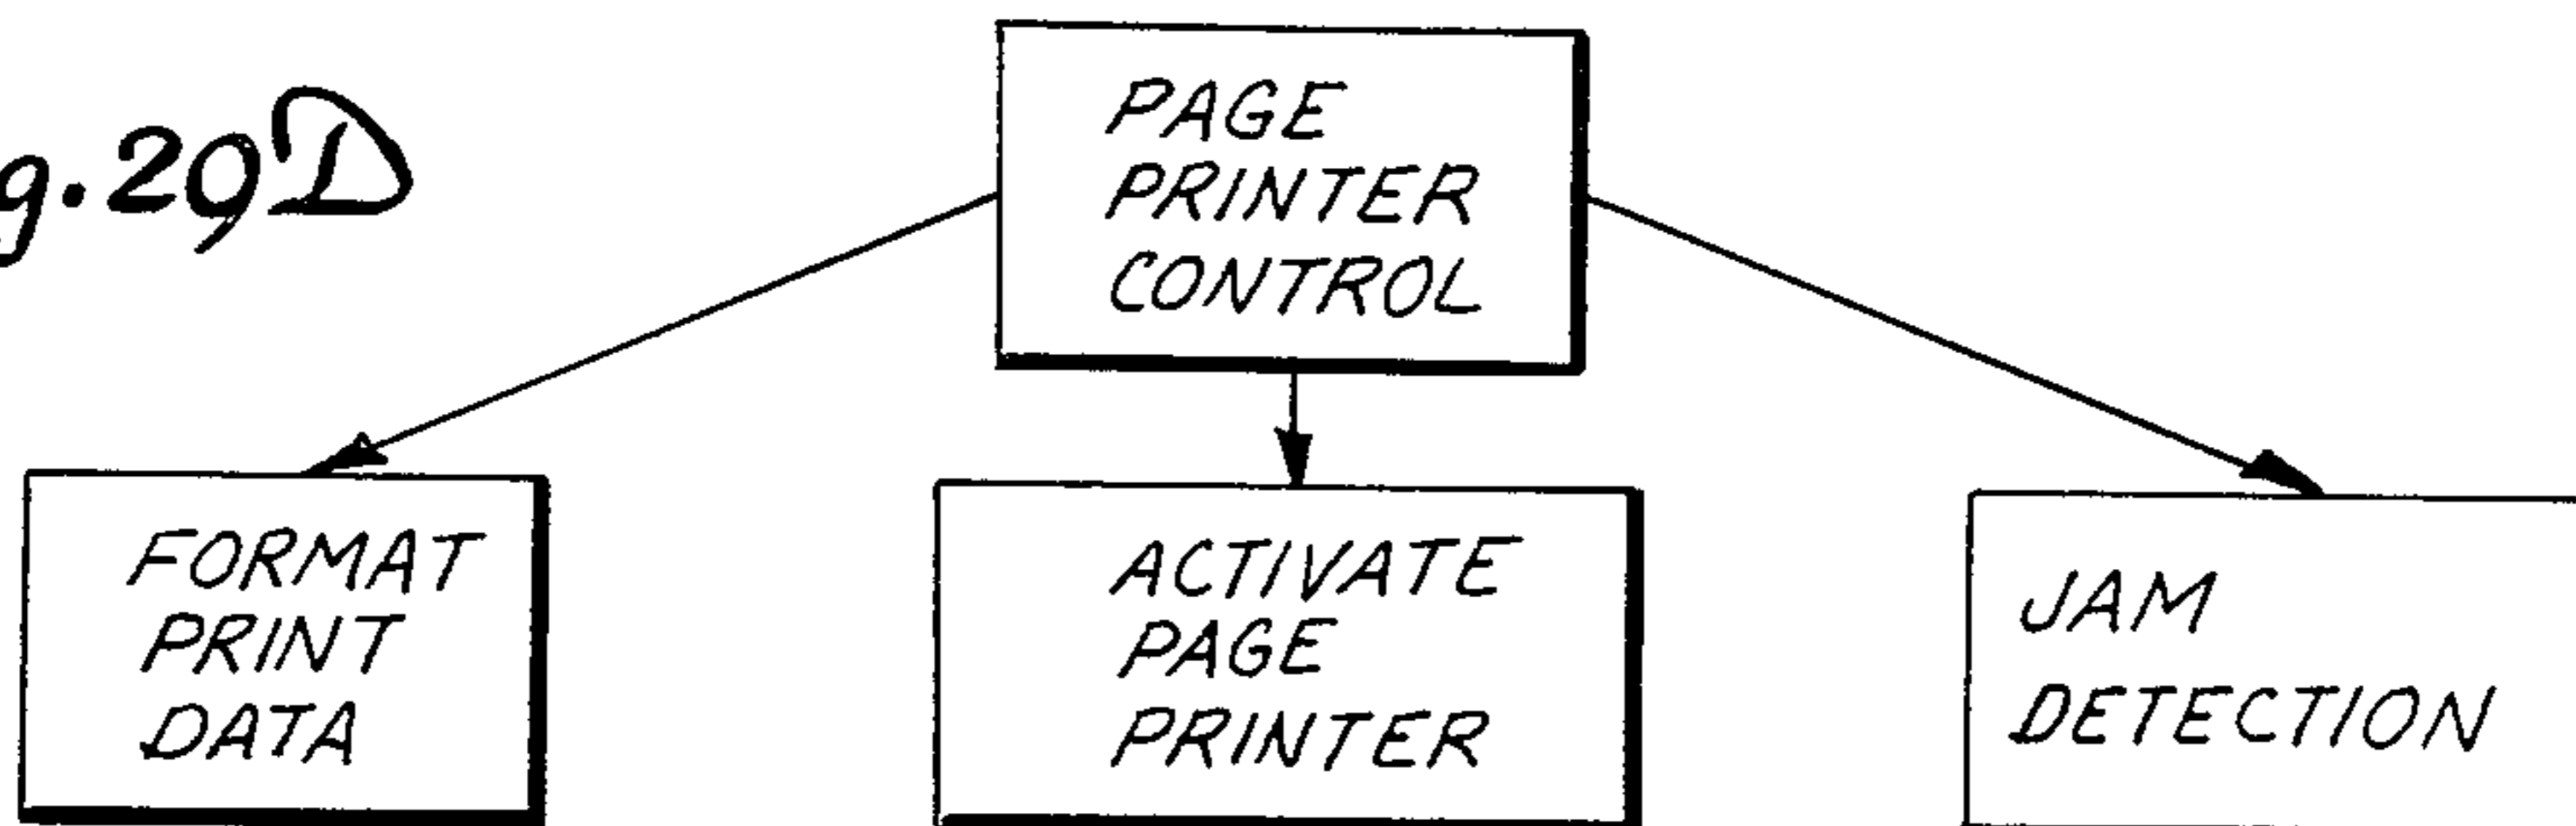 g. 29D
PAGE
PRINTER
CONTROL
FORMAT
PRINT
DATA
ACTIVATE
PAGE
PRINTER
JAM
DETECTION